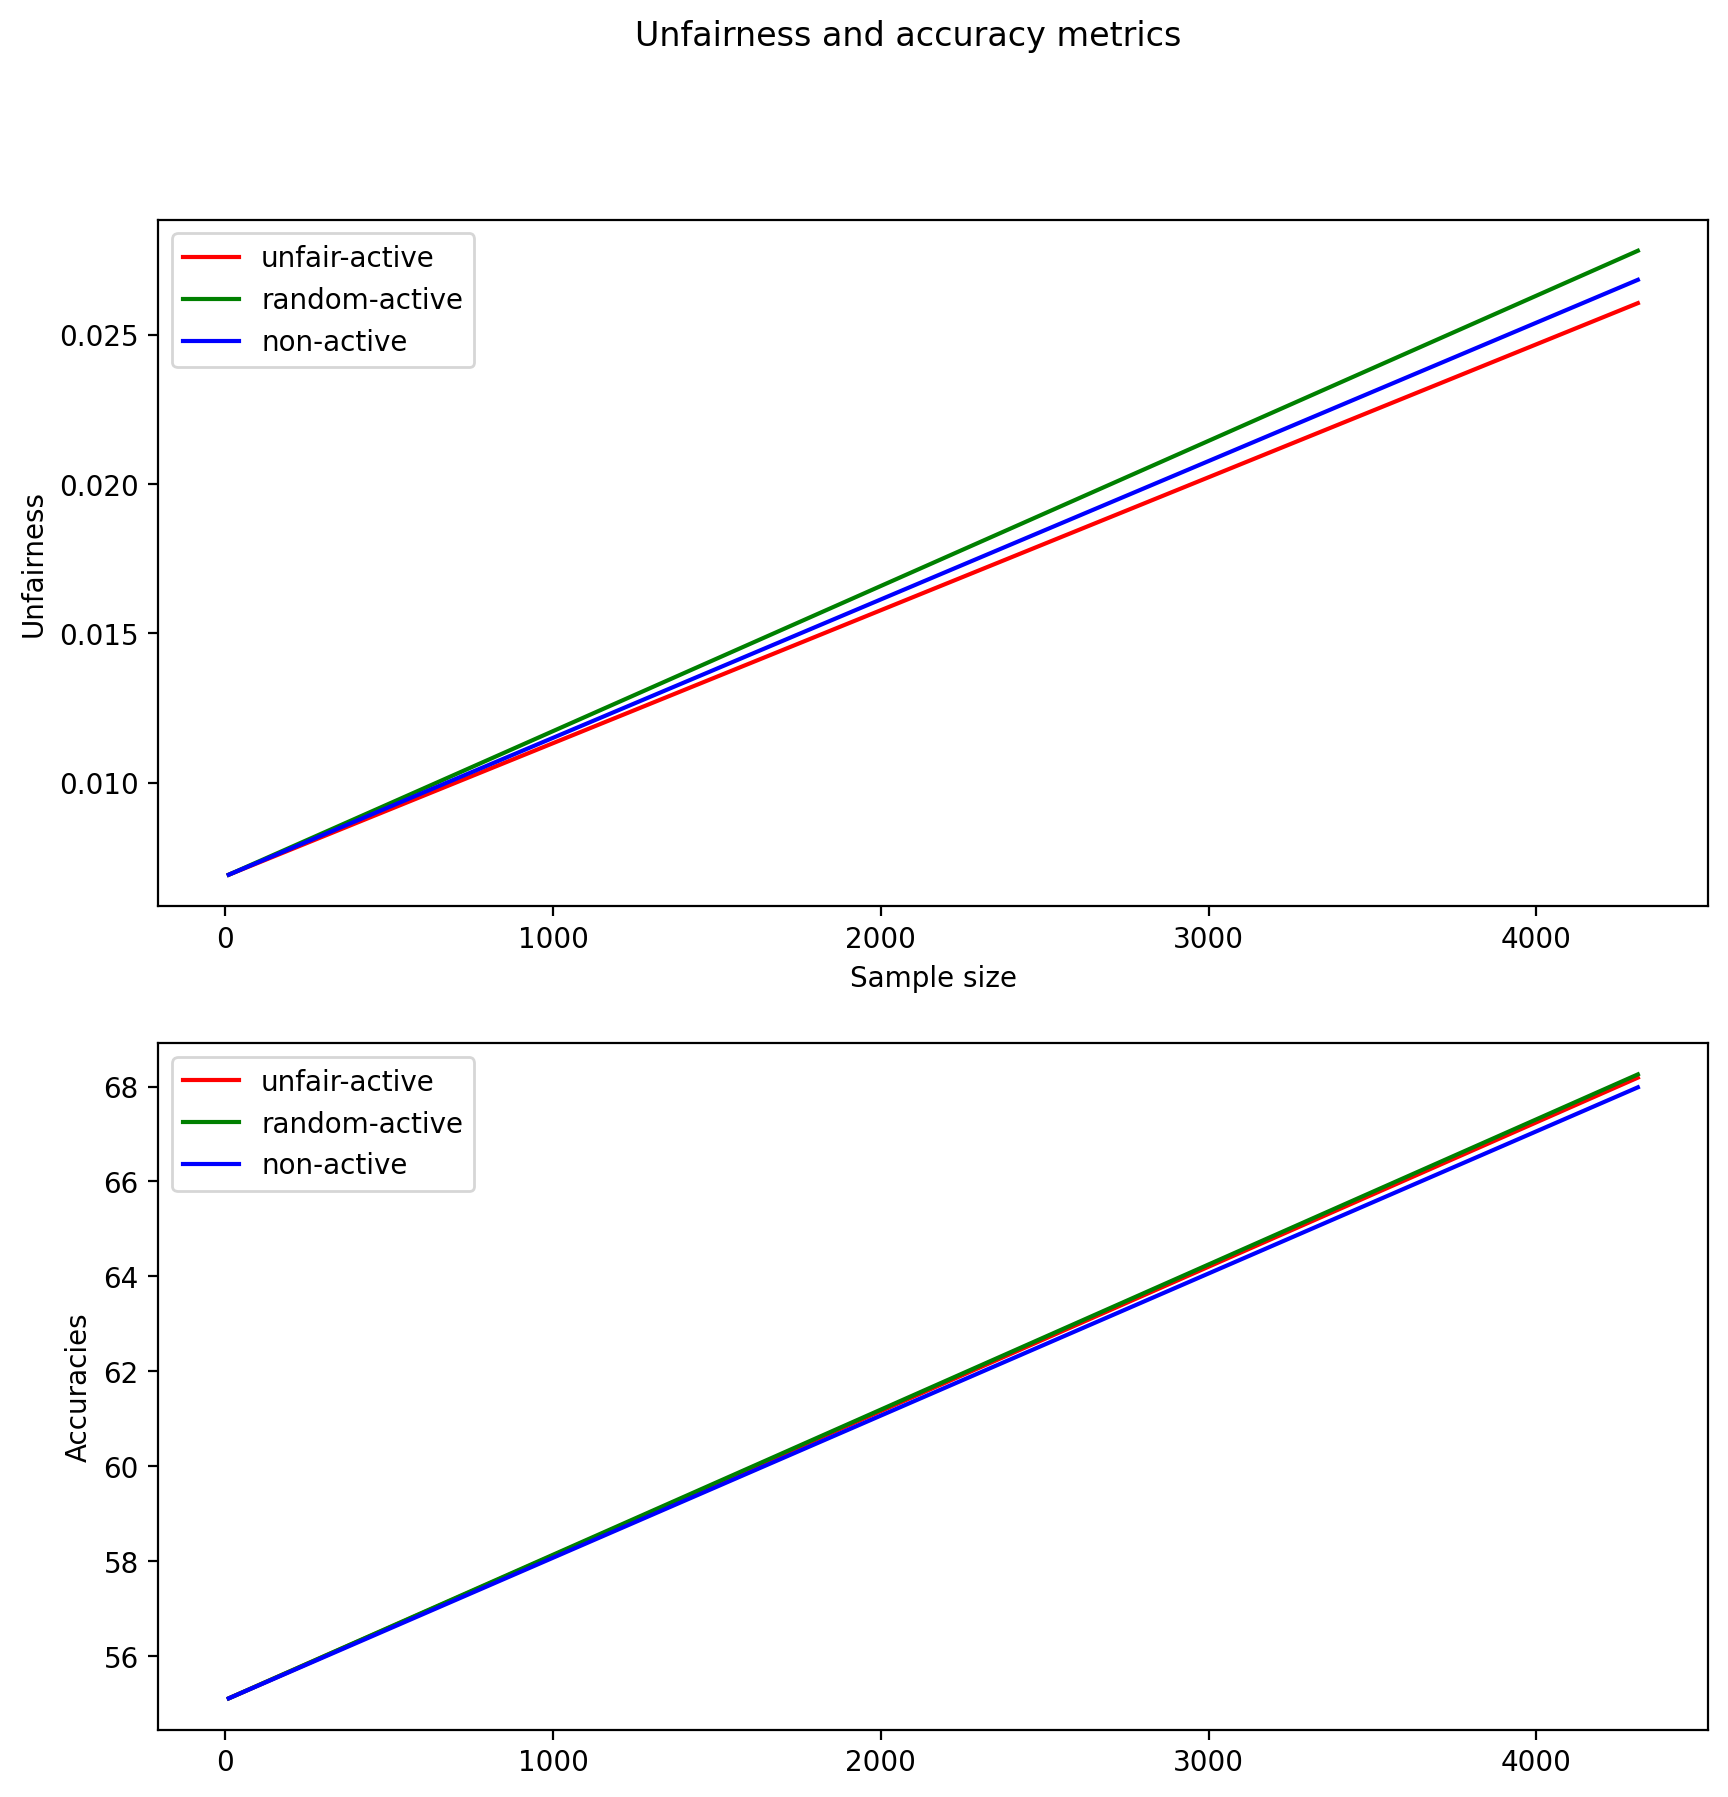 Unfairness and accuracy metrics
unfair-active
random-active
non-active
0.025
0.020
0.015
0.010
Unfairness
0 1000 2000 3000 4000
Sample size
unfair-active
random-active
non-active
68
66
64
62
60
58
56
Accuracies
0 1000 2000 3000 4000